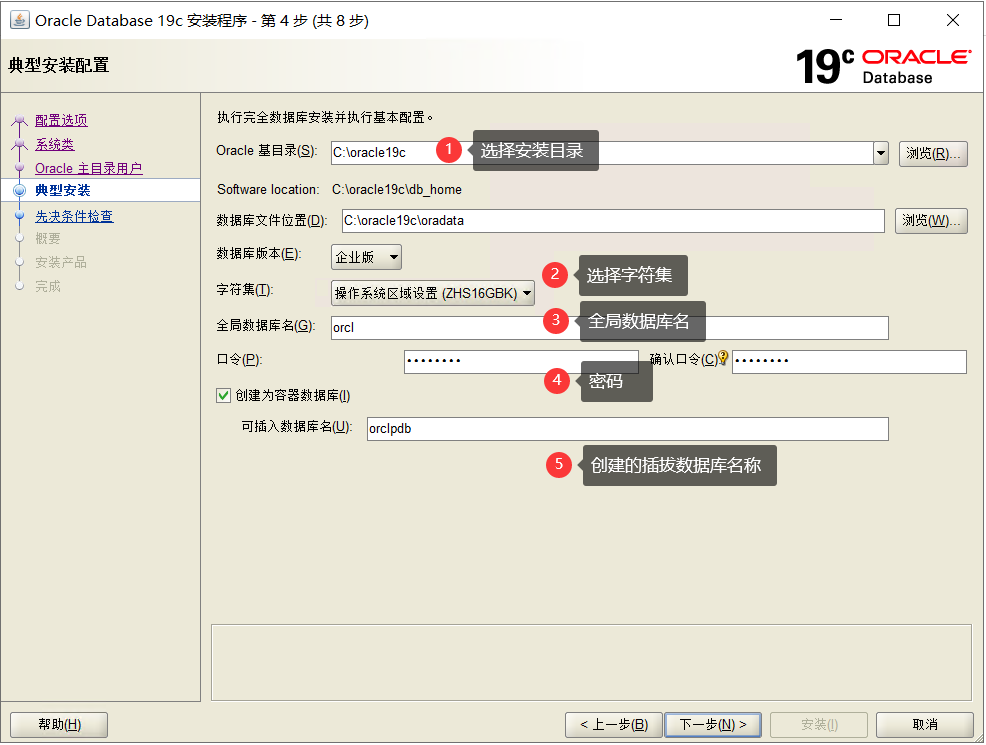 Oracle Database 19c 安装程序 - 第 4 步 (共 8 步)
典型安装配置
19c ORACLE
Database
配置选项
系统类
Oracle 主目录用户
典型安装
先决条件检查
概要
安装产品
完成
执行完全数据库安装并执行基本配置。
Oracle 基目录(S): C:\oracle19c 1 选择安装目录 浏览(R)...
Software location: C:\oracle19c\db_home
数据库文件位置(D): C:\oracle19c\oradata 浏览(W)...
数据库版本(E): 企业版
2 选择字符集
字符集(T): 操作系统区域设置 (ZHS16GBK)
全局数据库名(G): orcl 3 全局数据库名
口令(P): •••••••• 确认口令(C) ••••••••
4 密码
创建为容器数据库(I)
可插入数据库名(U): orclpdb
5 创建的插拔数据库名称
帮助(H) < 上一步(B) 下一步(N) > 安装(I) 取消